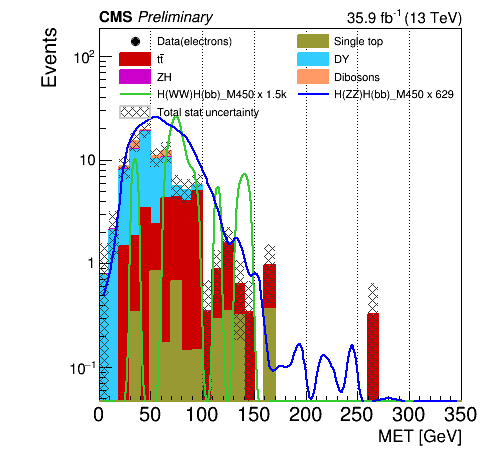 CMS Preliminary 35.9 fb⁻¹ (13 TeV)
Events
Data(electrons) Single top
tt̅ DY
ZH Dibosons
H(WW)H(bb)_M450 x 1.5k H(ZZ)H(bb)_M450 x 629
Total stat uncertainty
10²
10
1
10⁻¹
0 50 100 150 200 250 300 350
MET [GeV]